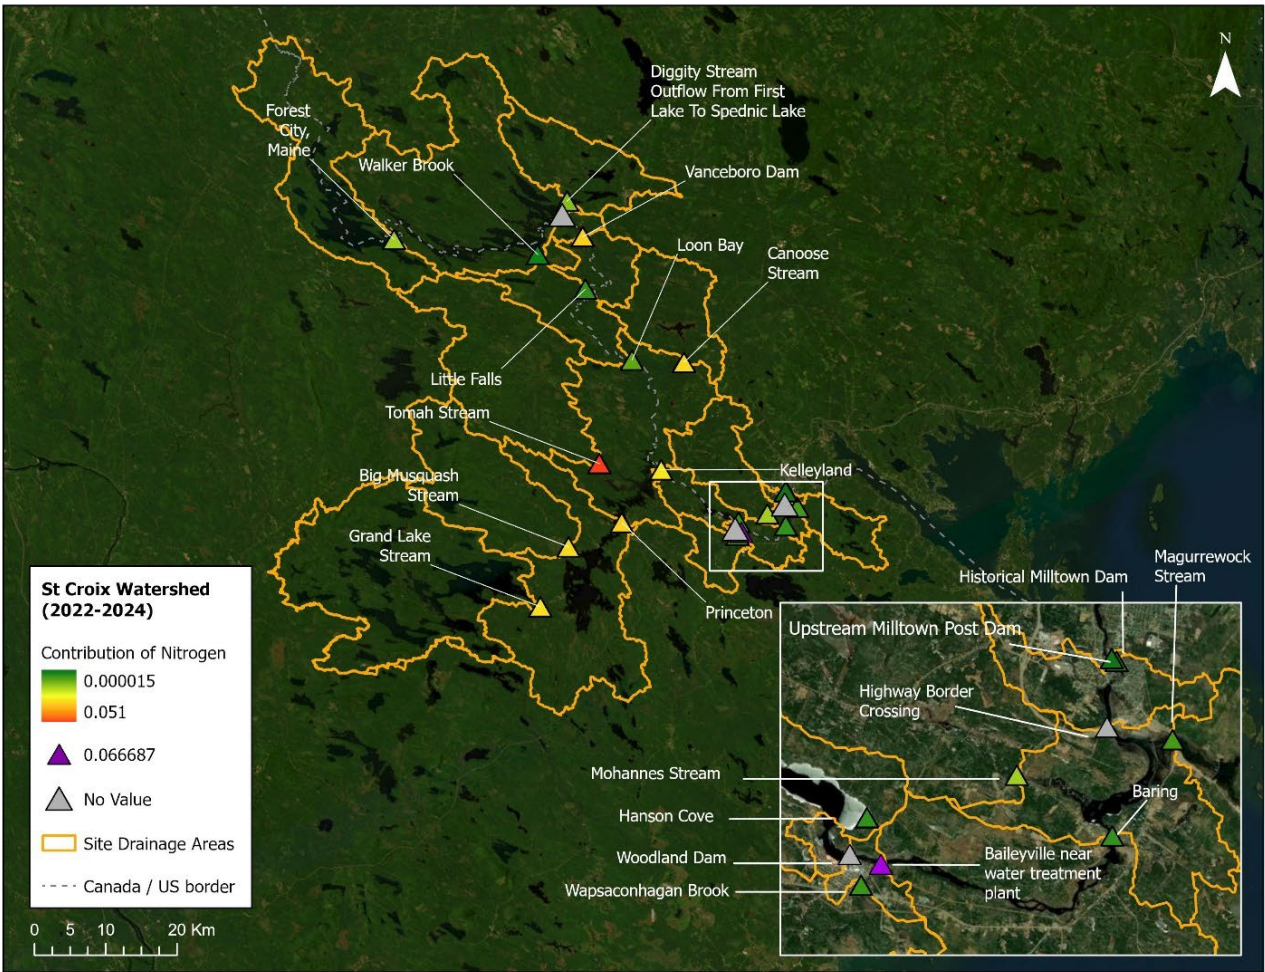 N
Diggity Stream
Outflow From First
Lake To Spednic Lake
Forest
City,
Maine
Walker Brook
Vanceboro Dam
Loon Bay
Canoose
Stream
Little Falls
Tomah Stream
Kelleyland
Big Musquash
Stream
Grand Lake
Stream
Princeton
St Croix Watershed
(2022-2024)
Contribution of Nitrogen
0.000015
0.051
0.066687
No Value
Site Drainage Areas
Canada / US border
0 5 10 20 Km
Magurrewock
Stream
Historical Milltown Dam
Upstream Milltown Post Dam
Highway Border
Crossing
Mohannes Stream
Baring
Hanson Cove
Woodland Dam
Baileyville near
water treatment
plant
Wapsaconhagan Brook